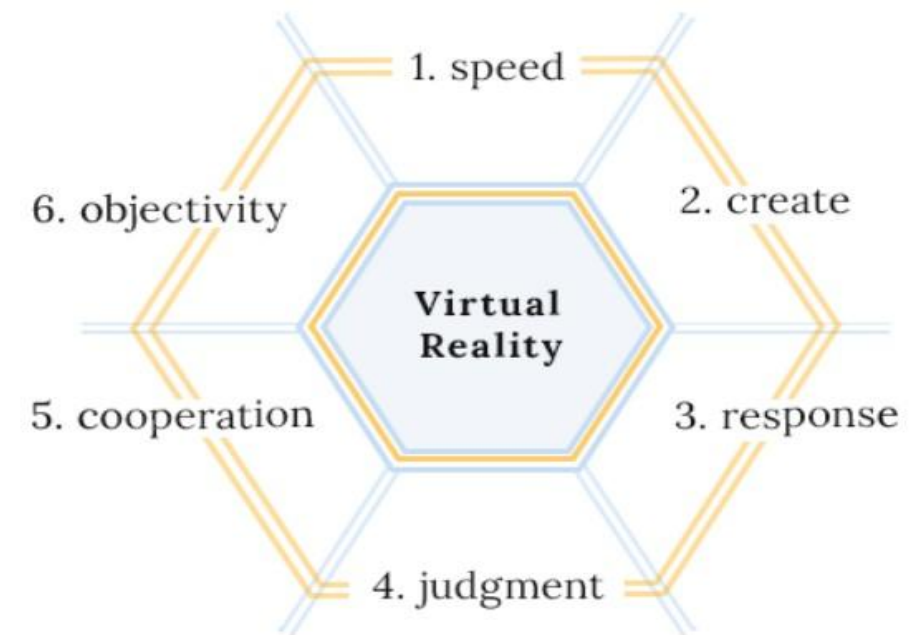 1. speed
2. create
3. response
4. judgment
5. cooperation
6. objectivity
Virtual
Reality